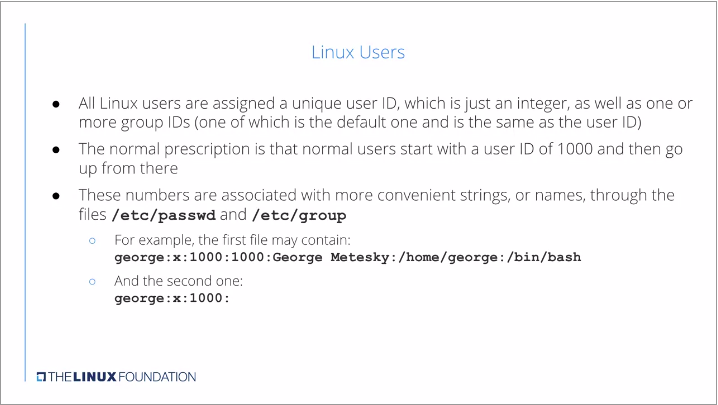 Linux Users
● All Linux users are assigned a unique user ID, which is just an integer, as well as one or
more group IDs (one of which is the default one and is the same as the user ID)
● The normal prescription is that normal users start with a user ID of 1000 and then go
up from there
● These numbers are associated with more convenient strings, or names, through the
files /etc/passwd and /etc/group
○ For example, the first file may contain:
george:x:1000:1000:George Metesky:/home/george:/bin/bash
○ And the second one:
george:x:1000:
THE LINUX FOUNDATION